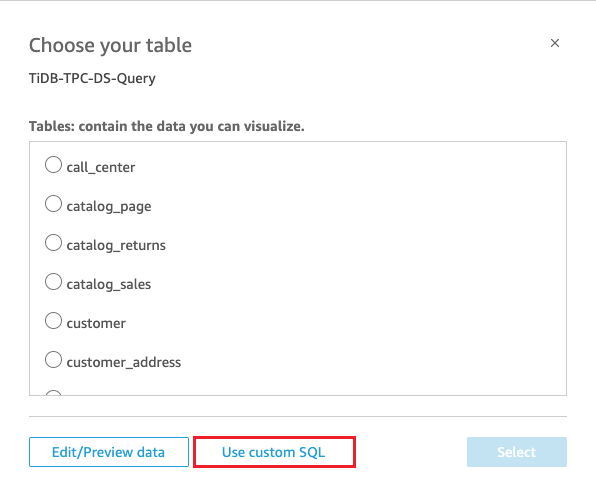 Choose your table
TiDB-TPC-DS-Query
Tables: contain the data you can visualize.
call_center
catalog_page
catalog_returns
catalog_sales
customer
customer_address
Edit/Preview data
Use custom SQL
Select